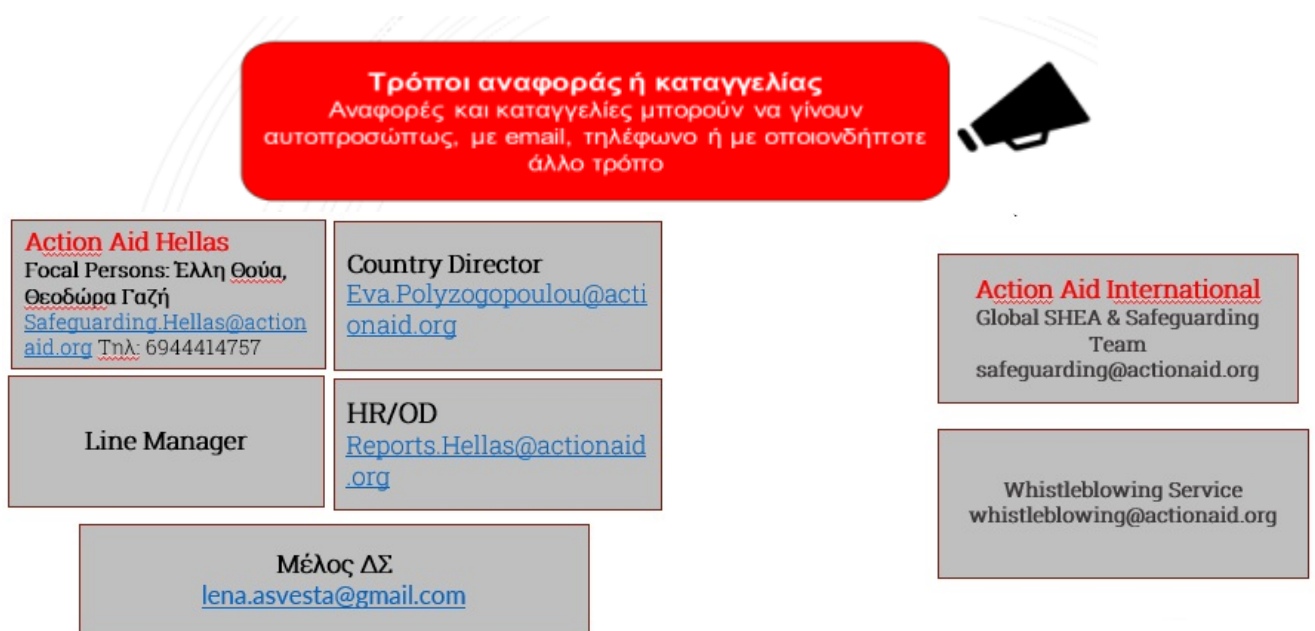 Τρόποι αναφοράς ή καταγγελίας
Αναφορές και καταγγελίες μπορούν να γίνουν
αυτοπροσώπως, με email, τηλέφωνο ή με οποιονδήποτε
άλλο τρόπο
Action Aid Hellas
Focal Persons: Έλλη Θούα,
Θεοδώρα Γαζή
Safeguarding.Hellas@action
aid.org Τηλ: 6944414757
Country Director
Eva.Polyzogopoulou@acti
onaid.org
Line Manager
HR/OD
Reports.Hellas@actionaid
.org
Μέλος ΔΣ
lena.asvesta@gmail.com
Action Aid International
Global SHEA & Safeguarding
Team
safeguarding@actionaid.org
Whistleblowing Service
whistleblowing@actionaid.org